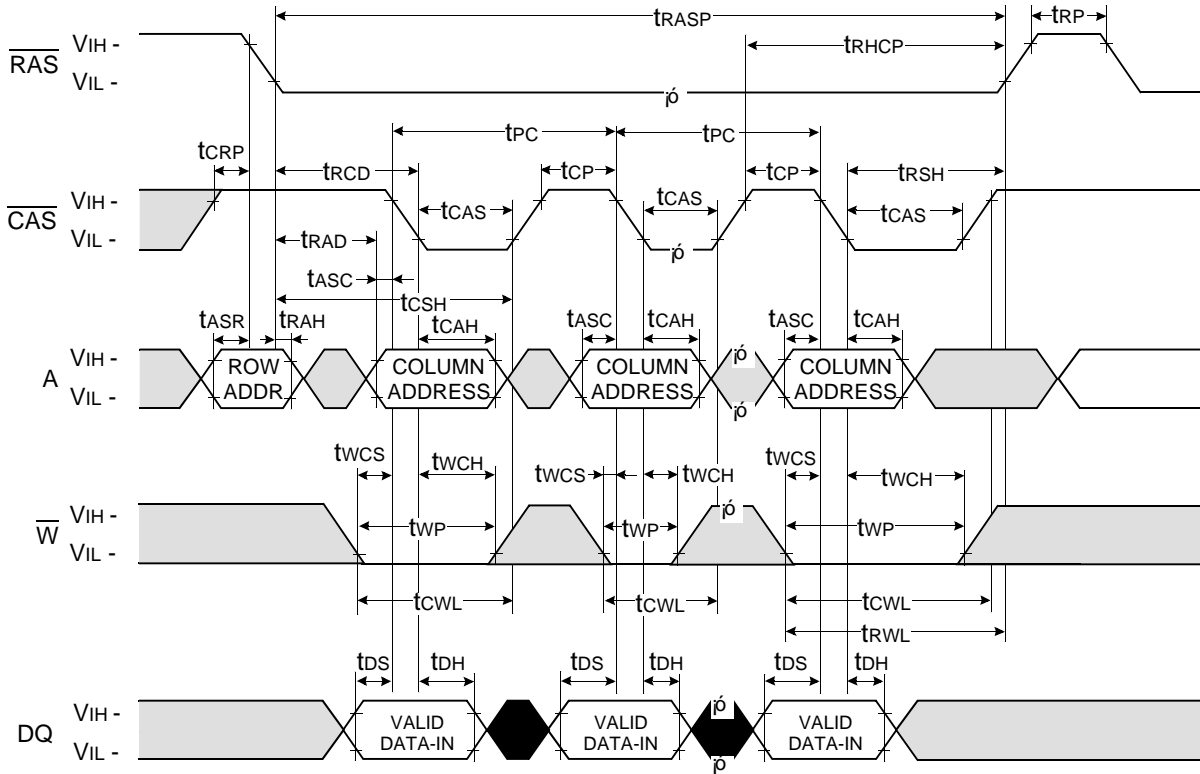 tRASP
tRP
tRHCP
RAS
VIH -
VIL -
¡ó
tCRP
tRCD
tPC
tCP
tPC
tCP
tRSH
CAS
VIH -
VIL -
tCAS
tCAS
tCAS
¡ó
tRAD
tASC
tCSH
tASR
tRAH
tCAH
tASC
tCAH
tASC
tCAH
A
VIH -
VIL -
ROW
ADDR
COLUMN
ADDRESS
COLUMN
ADDRESS
¡ó
¡ó
COLUMN
ADDRESS
tWCS
tWCH
tWCS
tWCH
tWCS
tWCH
W
VIH -
VIL -
tWP
tWP
¡ó
tWP
tCWL
tCWL
tCWL
tRWL
tDS
tDH
tDS
tDH
tDS
tDH
DQ
VIH -
VIL -
VALID
DATA-IN
VALID
DATA-IN
¡ó
¡ó
VALID
DATA-IN